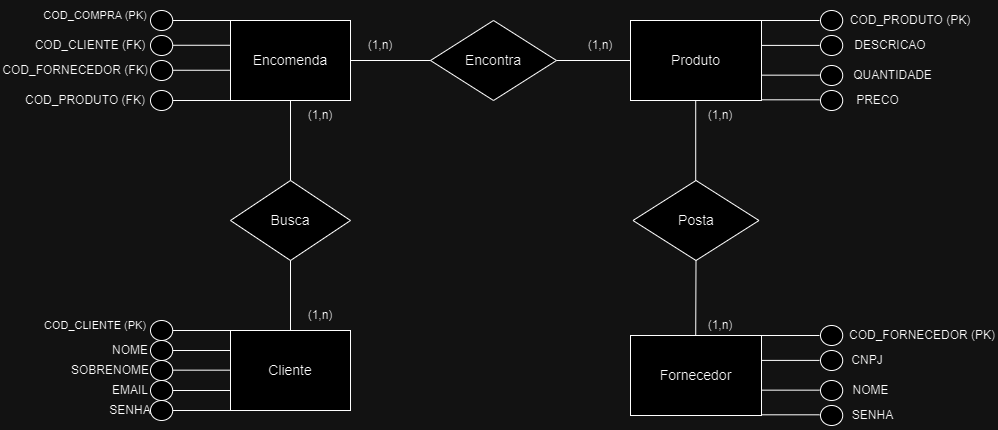 COD_COMPRA (PK)
COD_CLIENTE (FK)
COD_FORNECEDOR (FK)
COD_PRODUTO (FK)
Encomenda
(1,n)
Encontra
(1,n)
Produto
COD_PRODUTO (PK)
DESCRICAO
QUANTIDADE
PRECO
(1,n)
(1,n)
Busca
Posta
(1,n)
(1,n)
COD_CLIENTE (PK)
NOME
SOBRENOME
EMAIL
SENHA
Cliente
Fornecedor
COD_FORNECEDOR (PK)
CNPJ
NOME
SENHA